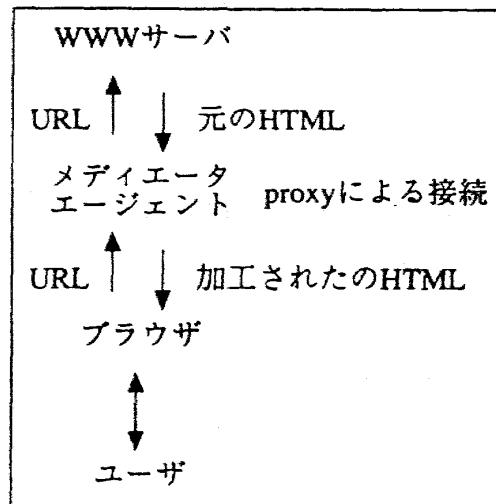 WWWサーバ
URL 元のHTML
メディエータ
エージェント proxyによる接続
URL 加工されたのHTML
ブラウザ
ユーザ